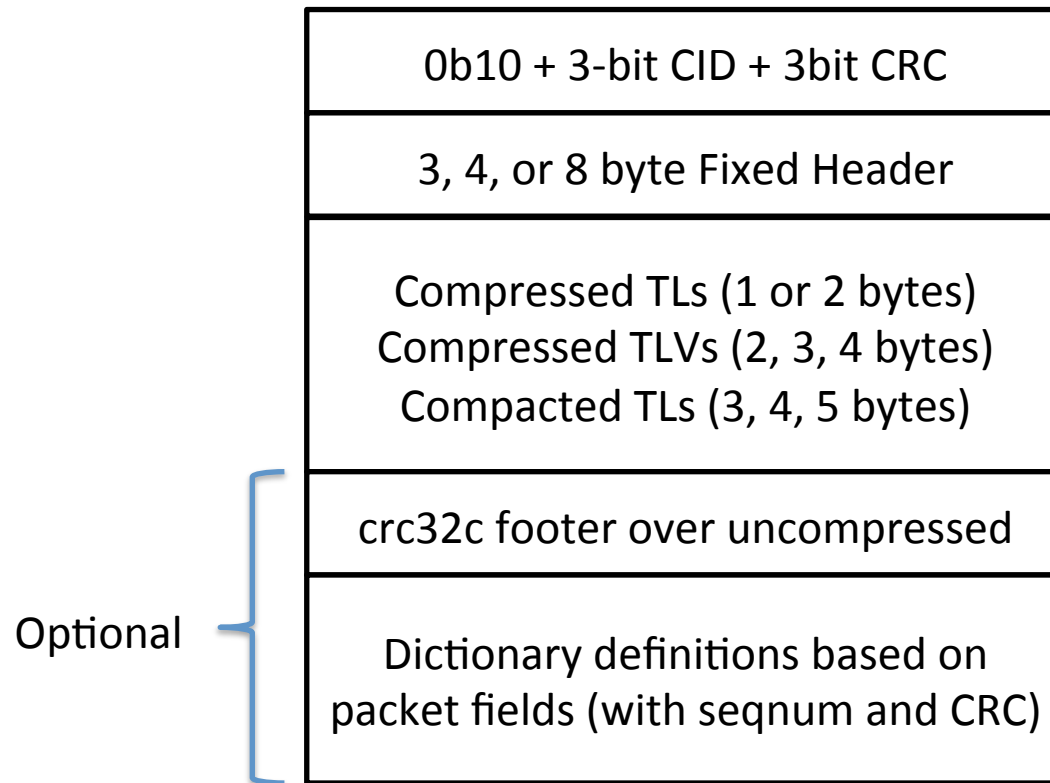 0b10 + 3-bit CID + 3bit CRC
3, 4, or 8 byte Fixed Header
Compressed TLs (1 or 2 bytes)
Compressed TLVs (2, 3, 4 bytes)
Compacted TLs (3, 4, 5 bytes)
crc32c footer over uncompressed
Optional
Dictionary definitions based on
packet fields (with seqnum and CRC)